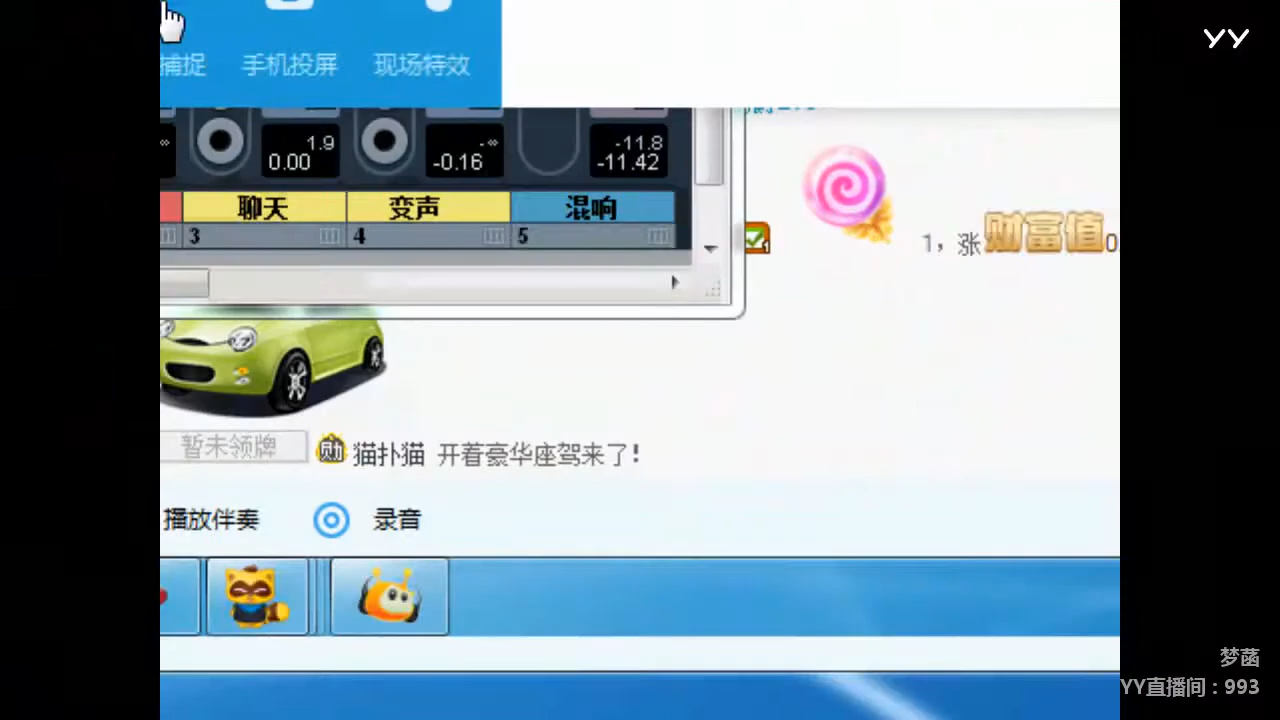 YY
捕捉 手机投屏 现场特效
1.9
0.00
-∞
-0.16
-11.8
-11.42
聊天 变声 混响
3 4 5
1，涨财富值0
暂未领牌 勋 猫扑猫 开着豪华座驾来了！
播放伴奏 录音
梦菡
YY直播间：993